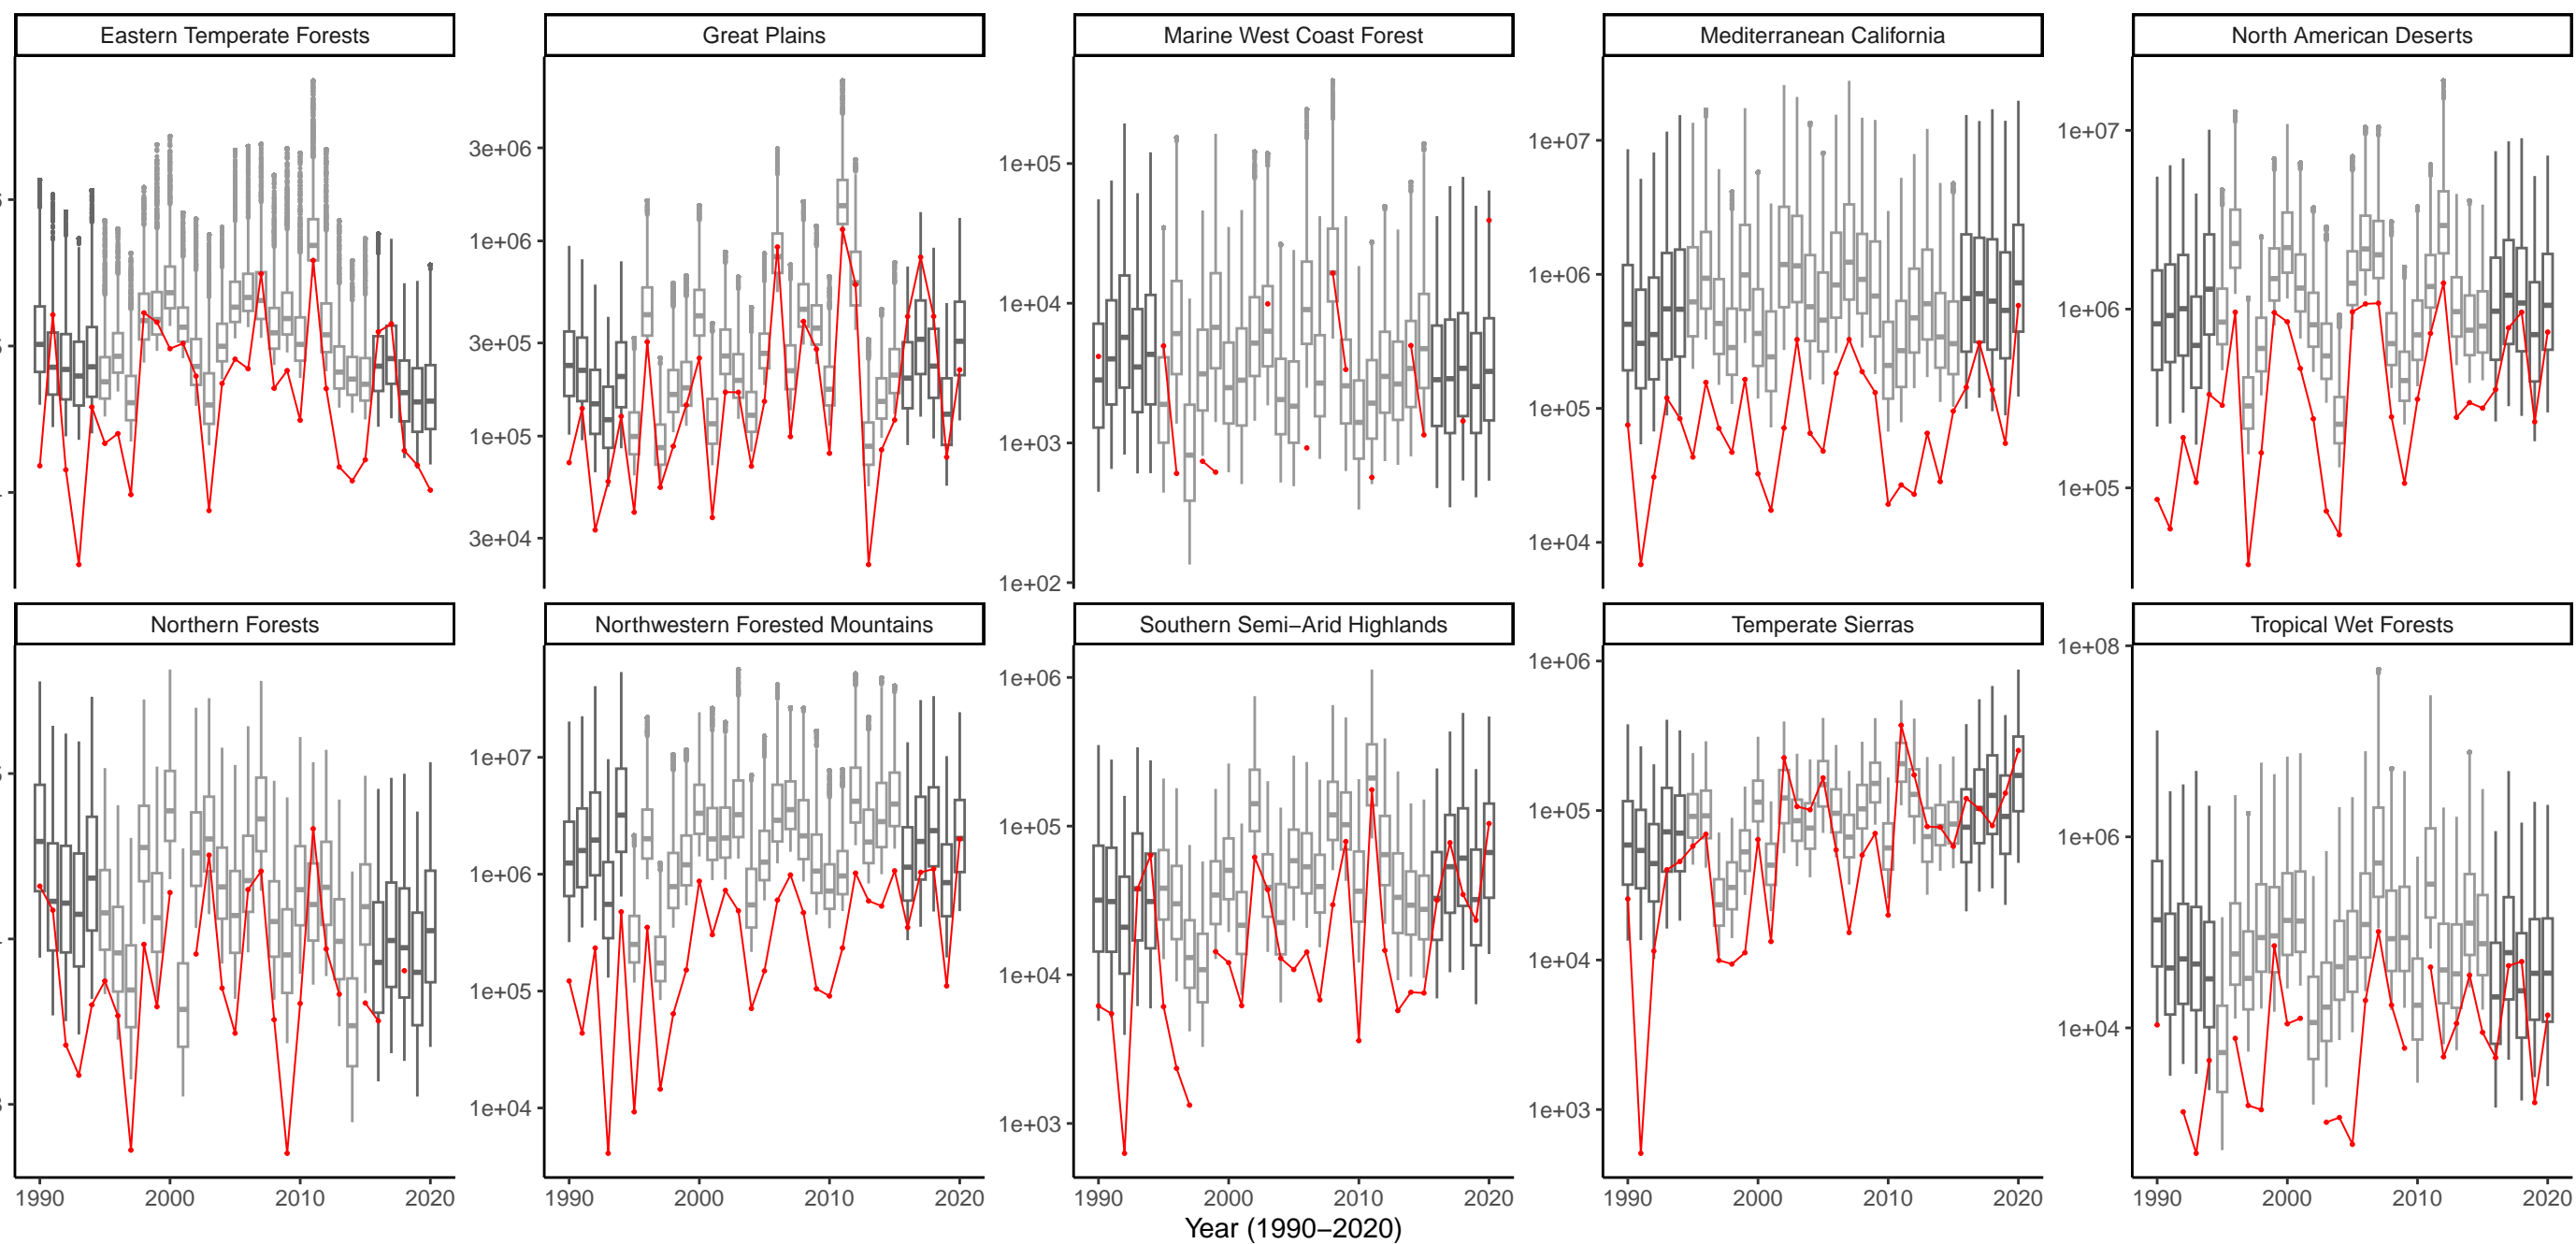 Eastern Temperate Forests
Great Plains
Marine West Coast Forest
Mediterranean California
North American Deserts
3e+06
1e+06
3e+05
1e+05
3e+04
1e+05
1e+04
1e+03
1e+02
1e+07
1e+06
1e+05
1e+04
1e+07
1e+06
1e+05
Northern Forests
Northwestern Forested Mountains
Southern Semi−Arid Highlands
Temperate Sierras
Tropical Wet Forests
1e+07
1e+06
1e+05
1e+04
1e+06
1e+05
1e+04
1e+03
1e+06
1e+05
1e+04
1e+03
1e+08
1e+06
1e+04
1990 2000 2010 2020
1990 2000 2010 2020
1990 2000 2010 2020
1990 2000 2010 2020
1990 2000 2010 2020
Year (1990−2020)